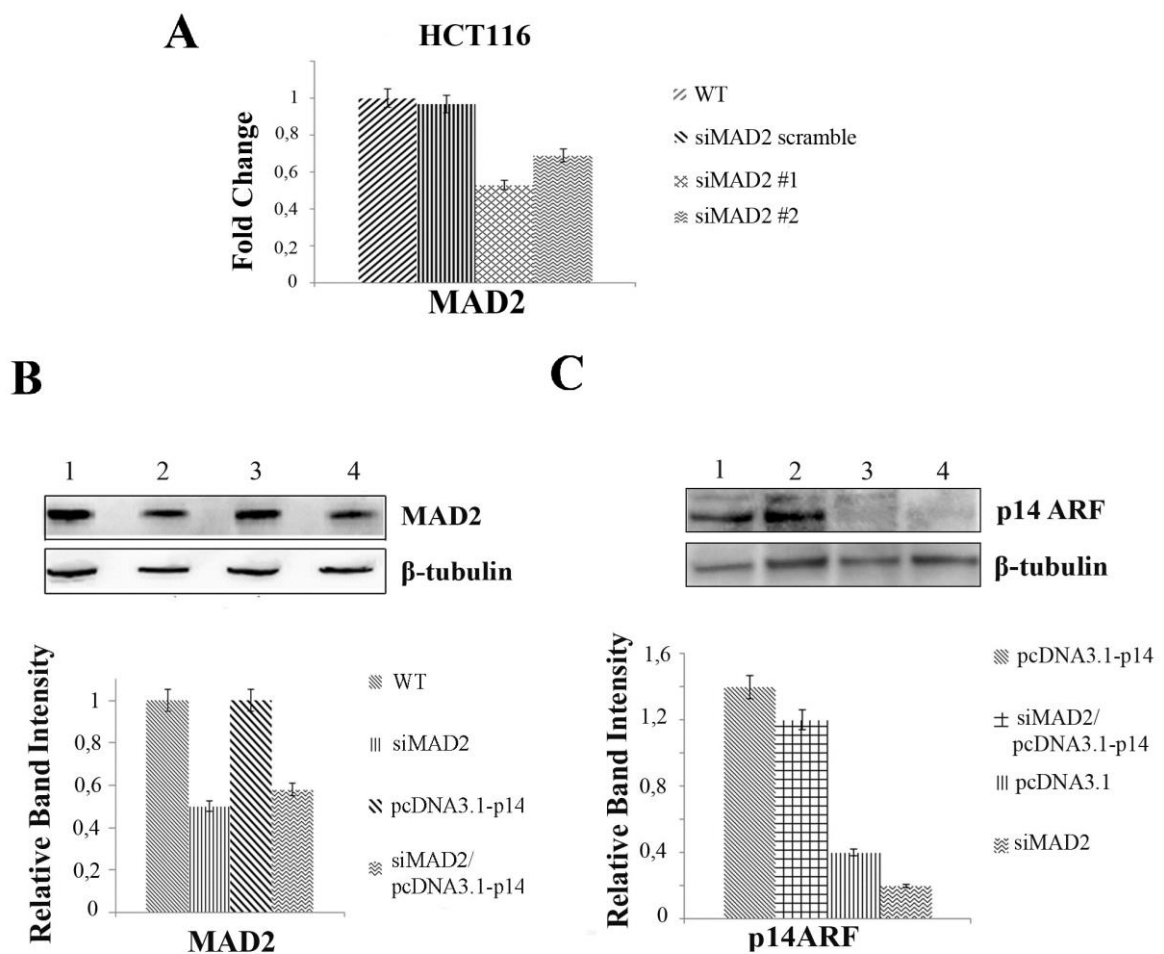 A
HCT116
Fold Change
1
0,8
0,6
0,4
0,2
0
MAD2
WT
siMAD2 scramble
siMAD2 #1
siMAD2 #2
B
1 2 3 4
MAD2
β-tubulin
Relative Band Intensity
1
0,8
0,6
0,4
0,2
0
MAD2
WT
siMAD2
pcDNA3.1-p14
siMAD2/
pcDNA3.1-p14
C
1 2 3 4
p14 ARF
β-tubulin
Relative Band Intensity
1,6
1,2
0,8
0,4
0
p14ARF
pcDNA3.1-p14
siMAD2/
pcDNA3.1-p14
pcDNA3.1
siMAD2